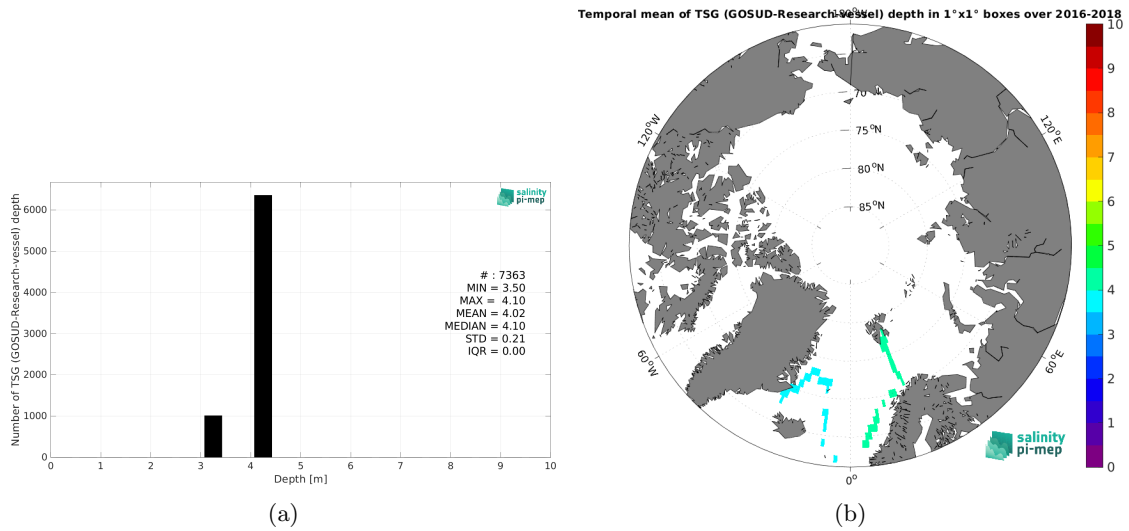 Number of TSG (GOSUD-Research-vessel) depth
6000
5000
4000
3000
2000
1000
0
0 1 2 3 4 5 6 7 8 9 10
Depth [m]
salinity
pi-mep
# : 7363
MIN = 3.50
MAX = 4.10
MEAN = 4.02
MEDIAN = 4.10
STD = 0.21
IQR = 0.00
(a)
Temporal mean of TSG (GOSUD-Research-vessel) depth in 1°x1° boxes over 2016-2018
180°W
120°W
120°E
70
75°N
80°N
85°N
60°W
60°E
0°
salinity
pi-mep
10
9
8
7
6
5
4
3
2
1
0
(b)